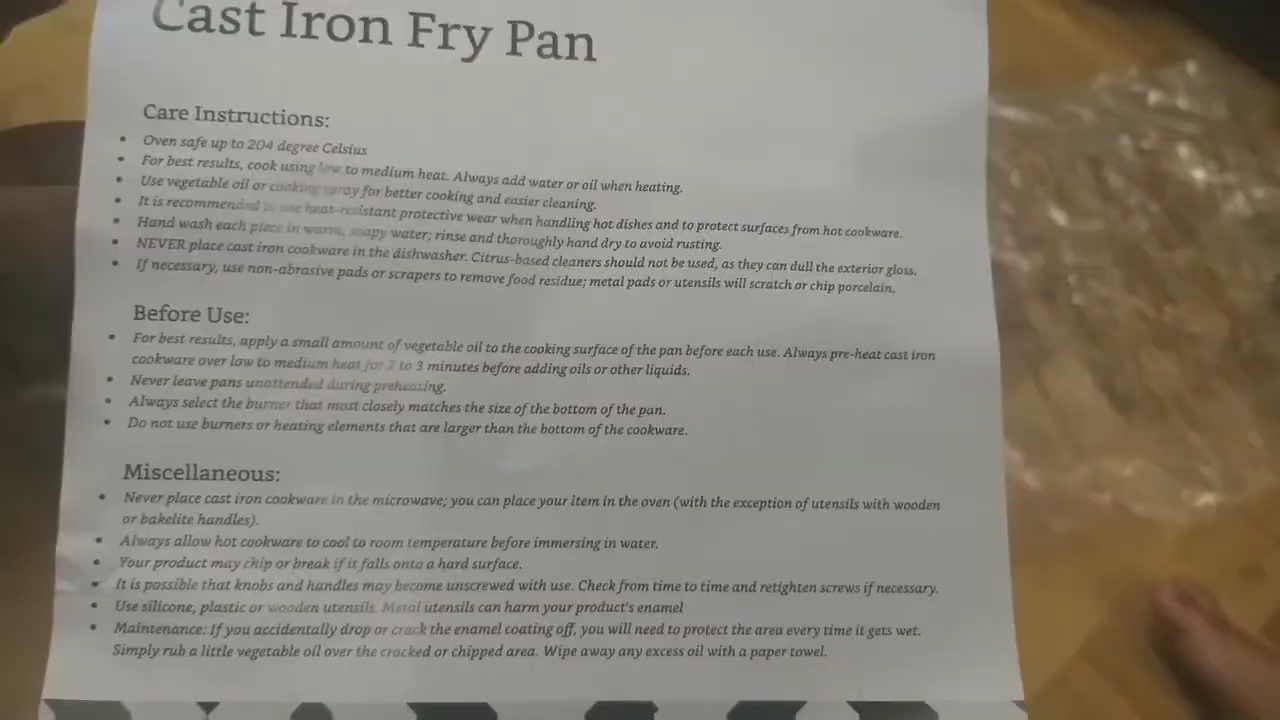 Cast Iron Fry Pan
Care Instructions:
• Oven safe up to 204 degree Celsius
• For best results, cook using low to medium heat. Always add water or oil when heating.
• Use vegetable oil or cooking spray for better cooking and easier cleaning.
• It is recommended to use heat-resistant protective wear when handling hot dishes and to protect surfaces from hot cookware.
• Hand wash each piece in warm, soapy water; rinse and thoroughly hand dry to avoid rusting.
• NEVER place cast iron cookware in the dishwasher. Citrus-based cleaners should not be used, as they can dull the exterior gloss.
• If necessary, use non-abrasive pads or scrapers to remove food residue; metal pads or utensils will scratch or chip porcelain.
Before Use:
• For best results, apply a small amount of vegetable oil to the cooking surface of the pan before each use. Always pre-heat cast iron
cookware over low to medium heat for 2 to 3 minutes before adding oils or other liquids.
• Never leave pans unattended during preheating.
• Always select the burner that most closely matches the size of the bottom of the pan.
• Do not use burners or heating elements that are larger than the bottom of the cookware.
Miscellaneous:
• Never place cast iron cookware in the microwave; you can place your item in the oven (with the exception of utensils with wooden
or bakelite handles).
• Always allow hot cookware to cool to room temperature before immersing in water.
• Your product may chip or break if it falls onto a hard surface.
• It is possible that knobs and handles may become unscrewed with use. Check from time to time and retighten screws if necessary.
• Use silicone, plastic or wooden utensils. Metal utensils can harm your product's enamel
• Maintenance: If you accidentally drop or crack the enamel coating off, you will need to protect the area every time it gets wet.
Simply rub a little vegetable oil over the cracked or chipped area. Wipe away any excess oil with a paper towel.